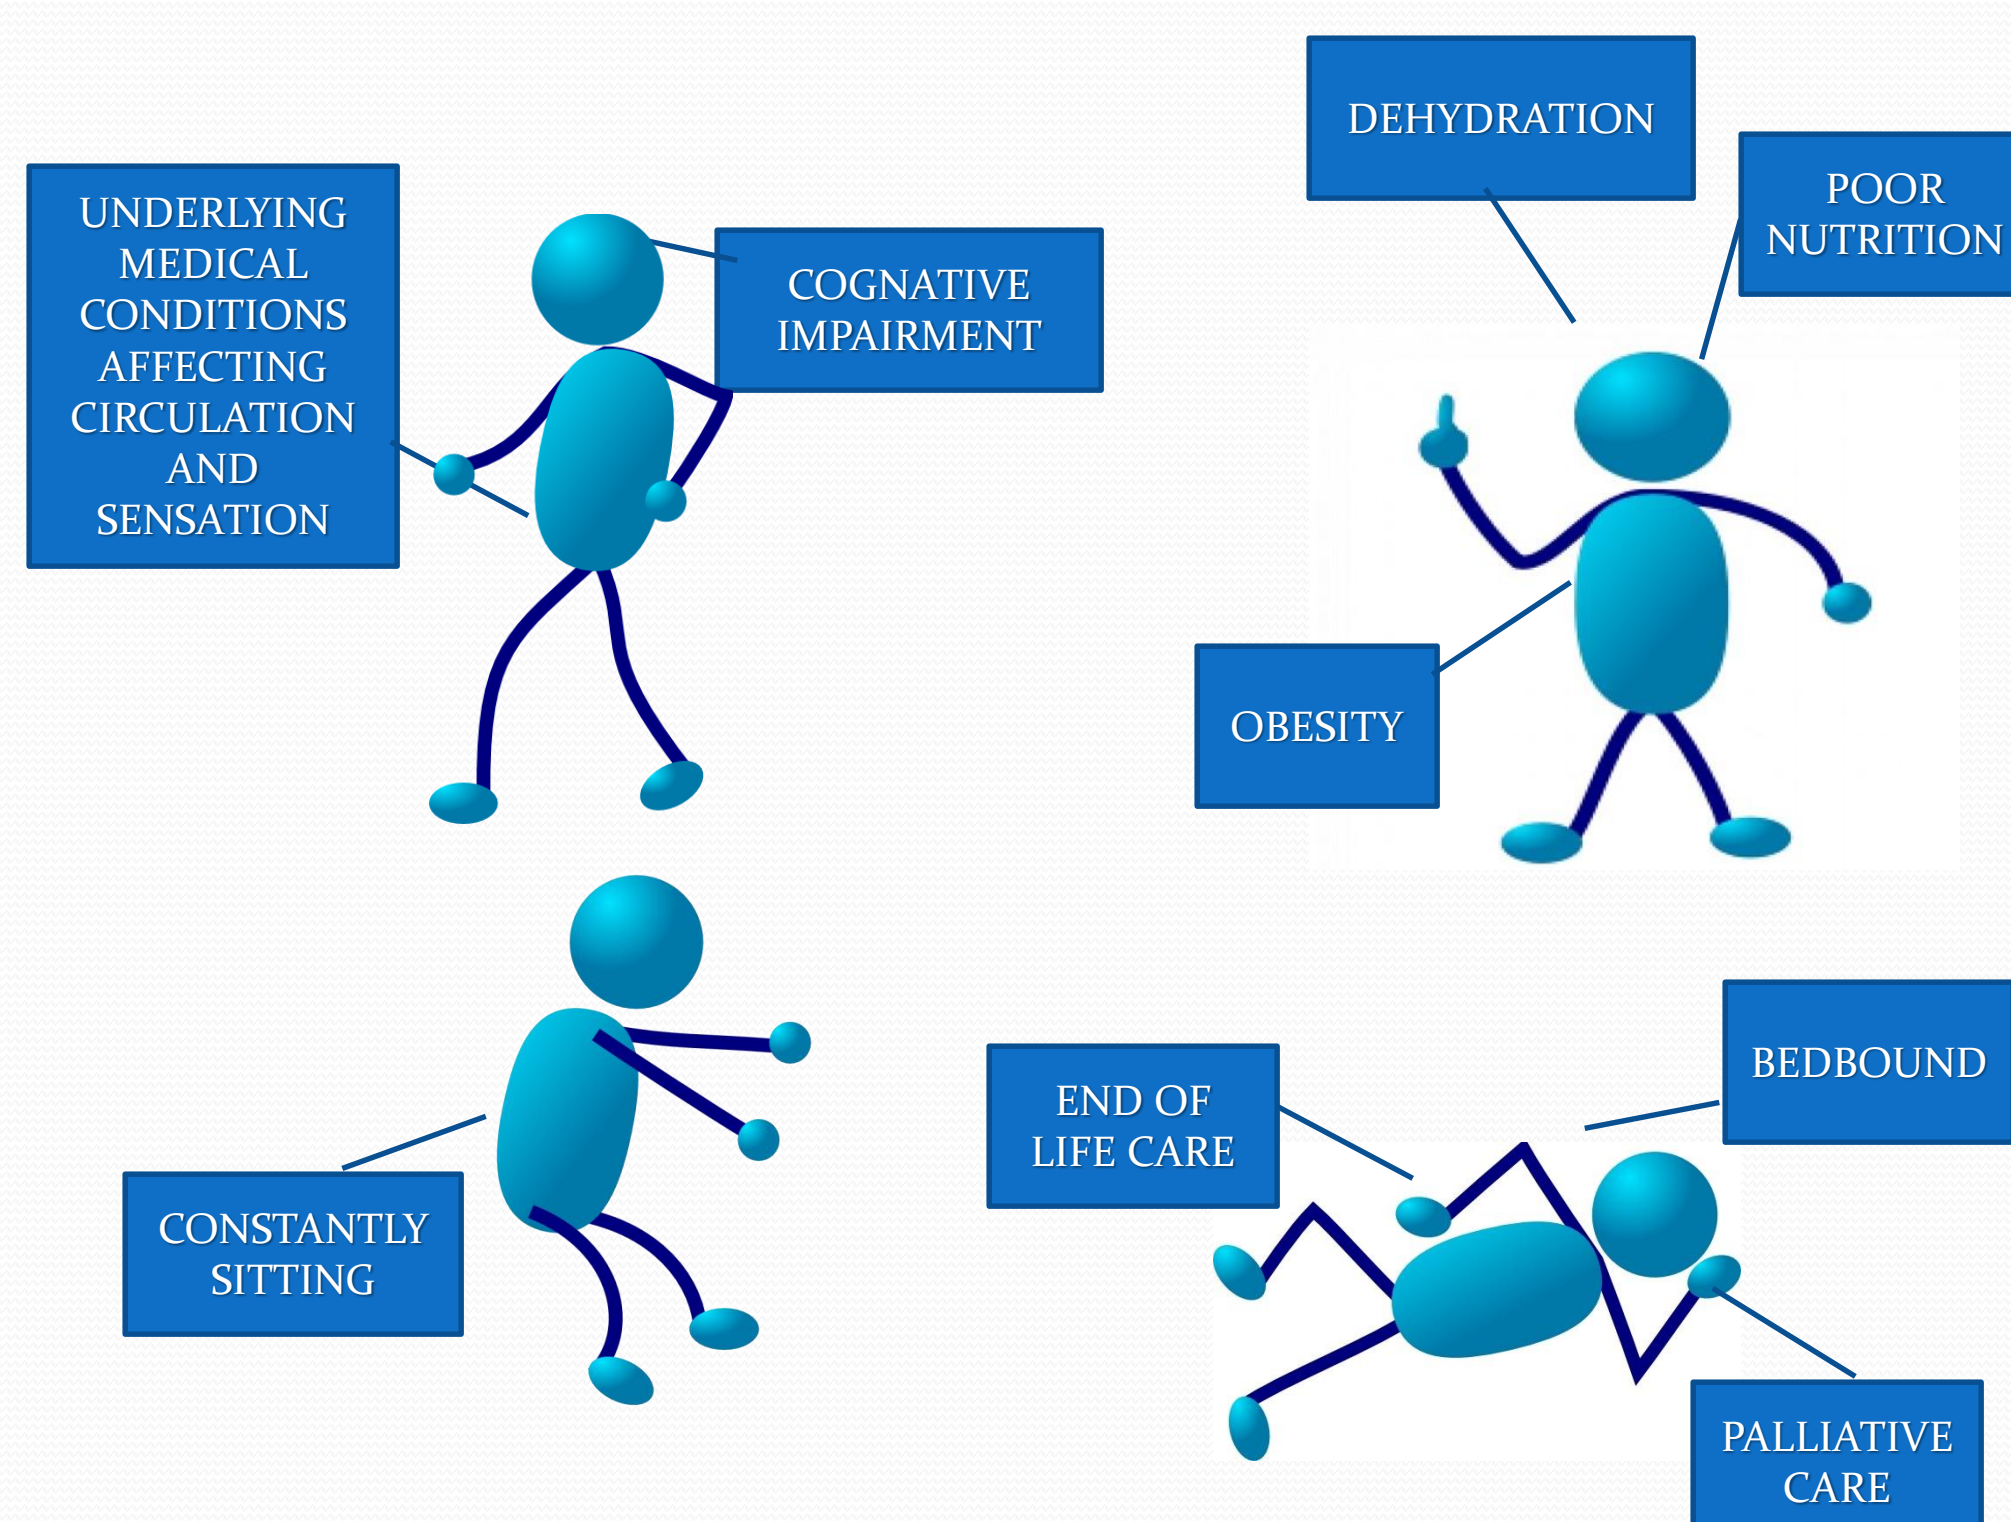 DEHYDRATION
POOR
NUTRITION
UNDERLYING
MEDICAL
CONDITIONS
AFFECTING
CIRCULATION
AND
SENSATION
COGNATIVE
IMPAIRMENT
OBESITY
CONSTANTLY
SITTING
END OF
LIFE CARE
BEDBOUND
PALLIATIVE
CARE